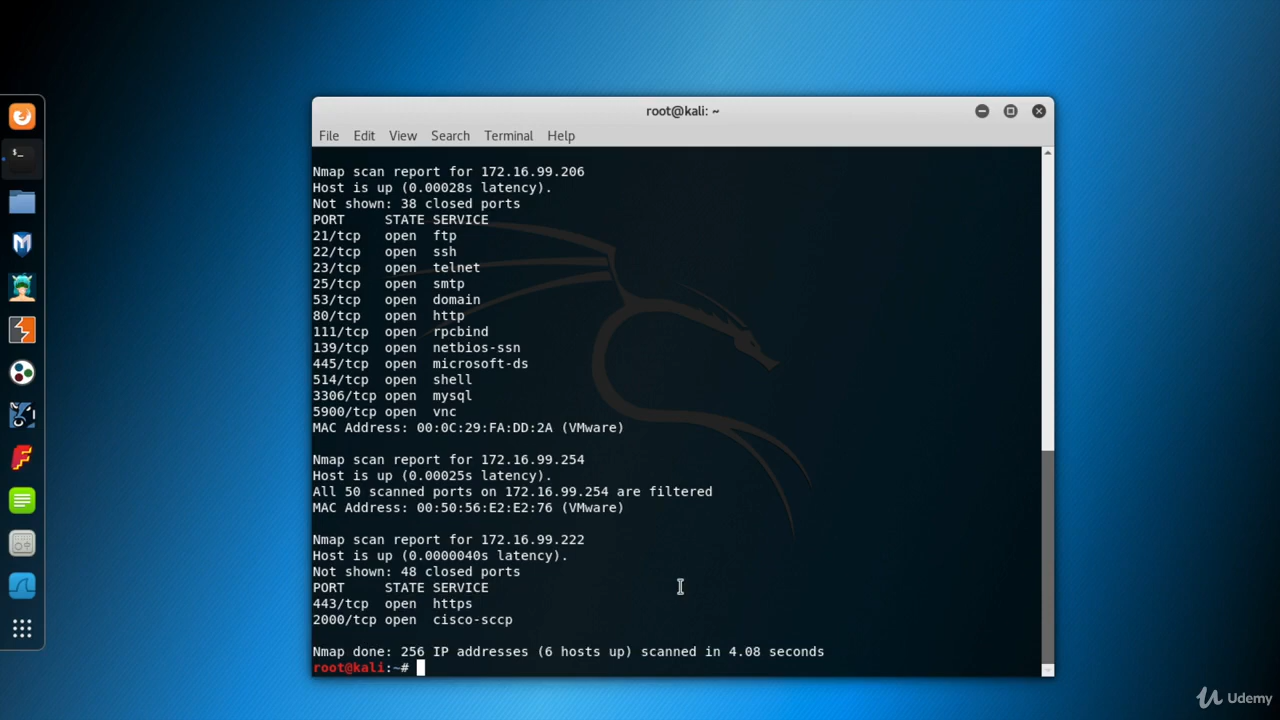 root@kali: ~
File Edit View Search Terminal Help
Nmap scan report for 172.16.99.206
Host is up (0.00028s latency).
Not shown: 38 closed ports
PORT     STATE SERVICE
21/tcp   open  ftp
22/tcp   open  ssh
23/tcp   open  telnet
25/tcp   open  smtp
53/tcp   open  domain
80/tcp   open  http
111/tcp  open  rpcbind
139/tcp  open  netbios-ssn
445/tcp  open  microsoft-ds
514/tcp  open  shell
3306/tcp open  mysql
5900/tcp open  vnc
MAC Address: 00:0C:29:FA:DD:2A (VMware)
Nmap scan report for 172.16.99.254
Host is up (0.00025s latency).
All 50 scanned ports on 172.16.99.254 are filtered
MAC Address: 00:50:56:E2:E2:76 (VMware)
Nmap scan report for 172.16.99.222
Host is up (0.0000040s latency).
Not shown: 48 closed ports
PORT     STATE SERVICE
443/tcp  open  https
2000/tcp open  cisco-sccp
Nmap done: 256 IP addresses (6 hosts up) scanned in 4.08 seconds
root@kali:~#
Udemy